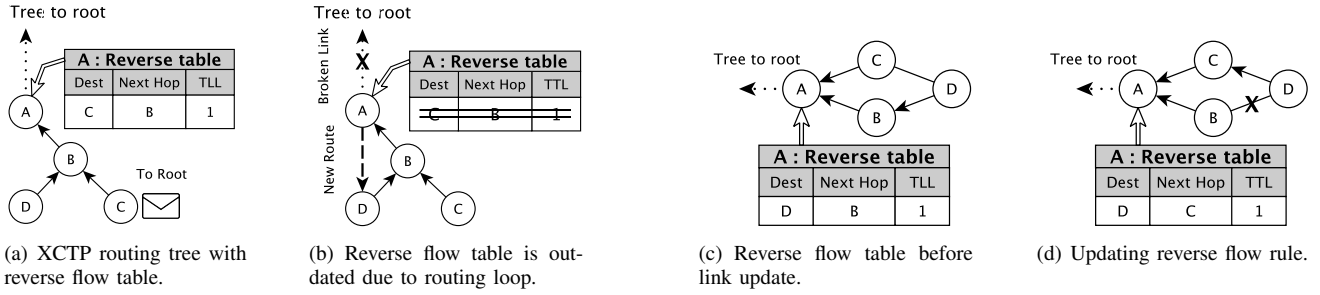 Tree to root
A : Reverse table
Dest Next Hop TLL
C B 1
A
B
To Root
D
C
(a) XCTP routing tree with
reverse flow table.
Tree to root
Broken Link
X
A : Reverse table
Dest Next Hop TTL
C B 1
A
New Route
B
D
C
(b) Reverse flow table is out-
dated due to routing loop.
Tree to root
C
A
D
B
A : Reverse table
Dest Next Hop TLL
D B 1
(c) Reverse flow table before
link update.
Tree to root
C
A
D
B
X
A : Reverse table
Dest Next Hop TTL
D C 1
(d) Updating reverse flow rule.